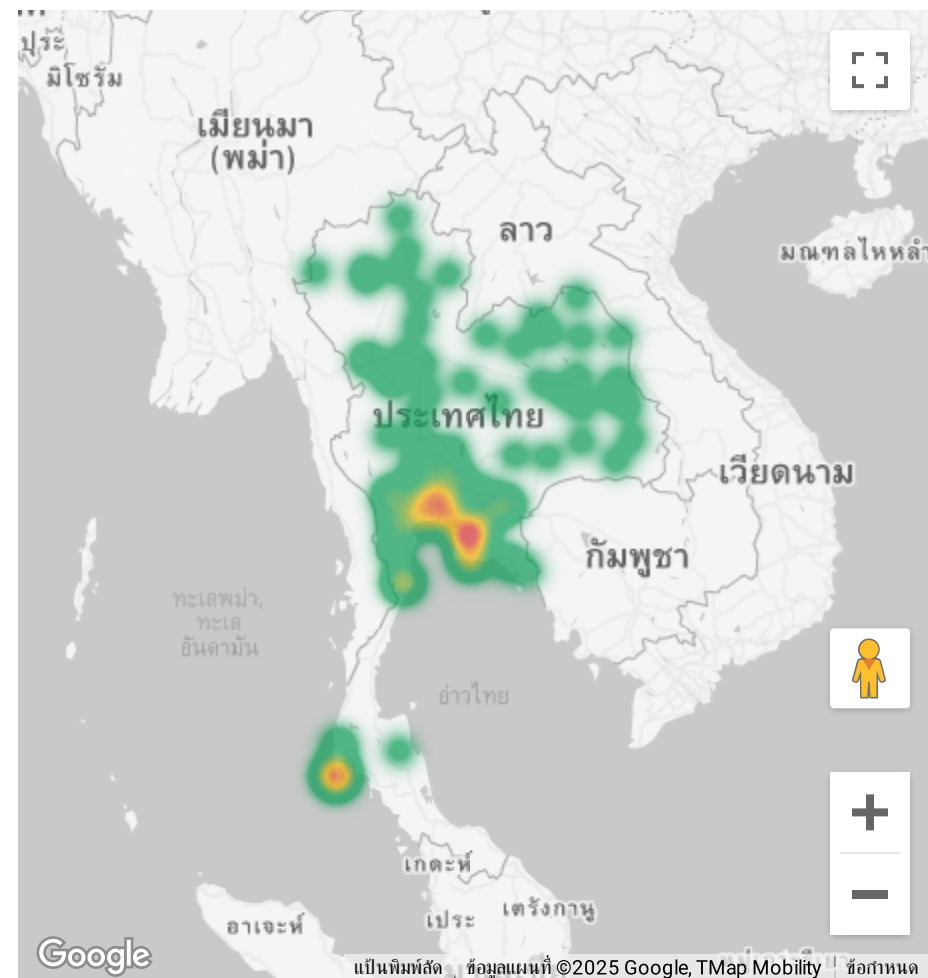 ปุระ
มิโซรัม
เมียนมา
(พม่า)
ลาว
มณฑลไหหลำ
ประเทศไทย
เวียดนาม
กัมพูชา
ทะเลพม่า,
ทะเล
อันดามัน
อ่าวไทย
เกดะห์
อาเจะห์
เประ
เตรังกานู
Google
แป้นพิมพ์ลัด
ข้อมูลแผนที่ ©2025 Google, TMap Mobility
ข้อกำหนด